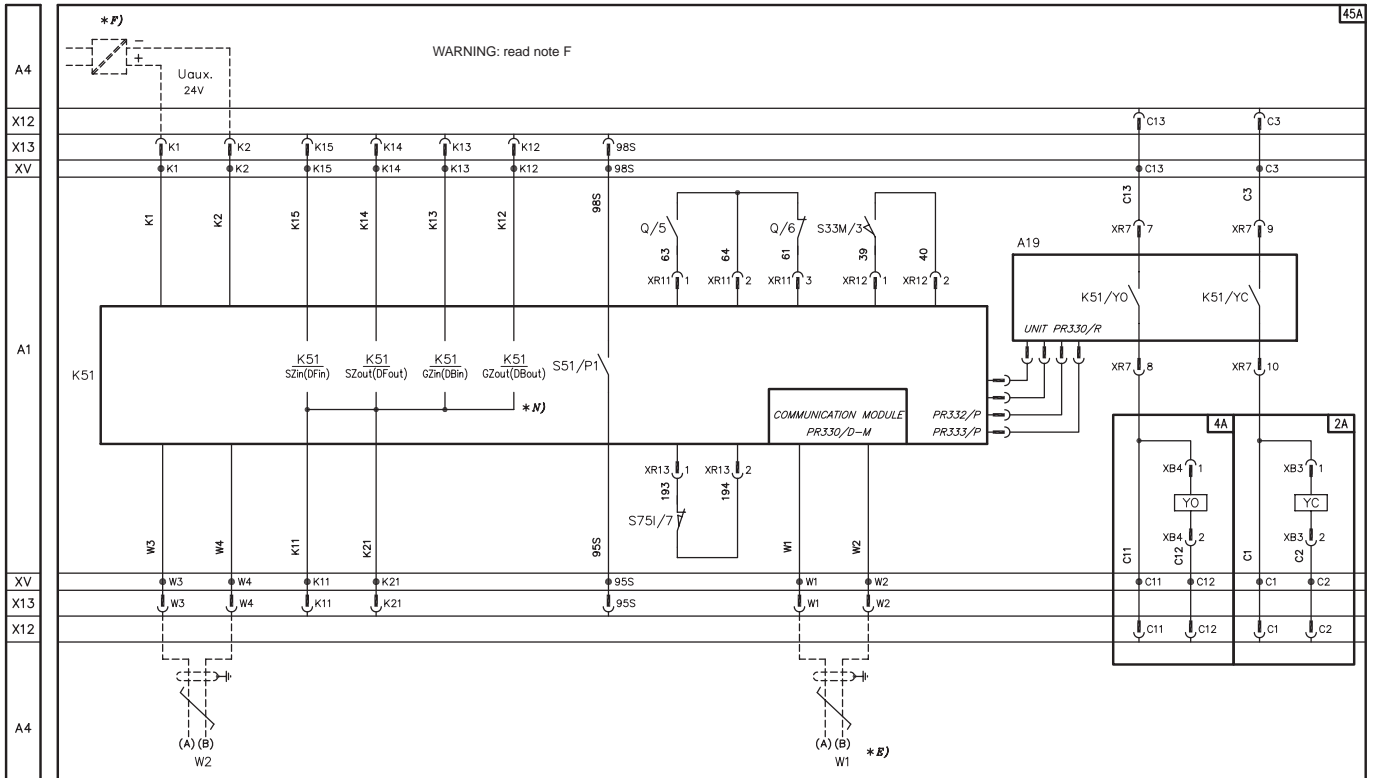 *F)
45A
WARNING: read note F
−
+
A4
Uaux.
24V
X12
C13
C3
X13
K1
K2
K15
K14
K13
K12
98S
XV
K1
K2
K15
K14
K13
K12
98S
C13
C3
K1
K2
K15
K14
K13
K12
98S
C13
C3
Q/5
Q/6
S33M/3
63
64
61
39
40
XR7 7
XR7 9
A19
XR11 1
XR11 2
XR11 3
XR12 1
XR12 2
K51/YO
K51/YC
UNIT PR330/R
A1
K51
K51
SZin(DFin)
K51
SZout(DFout)
K51
GZin(DBin)
K51
GZout(DBout)
S51/P1
XR7 8
XR7 10
*N)
COMMUNICATION MODULE
PR330/D-M
PR332/P
PR333/P
4A
2A
XR13 1
XR13 2
193
194
S75I/7
XB4 1
XB3 1
YO
YC
XB4 2
XB3 2
W3
W4
K11
K21
95S
W1
W2
C11
C12
C1
C2
XV
W3
W4
K11
K21
95S
W1
W2
C11
C12
C1
C2
X13
W3
W4
K11
K21
95S
W1
W2
X12
C11
C12
C1
C2
A4
(A) (B)
W2
(A) (B)
W1
*E)